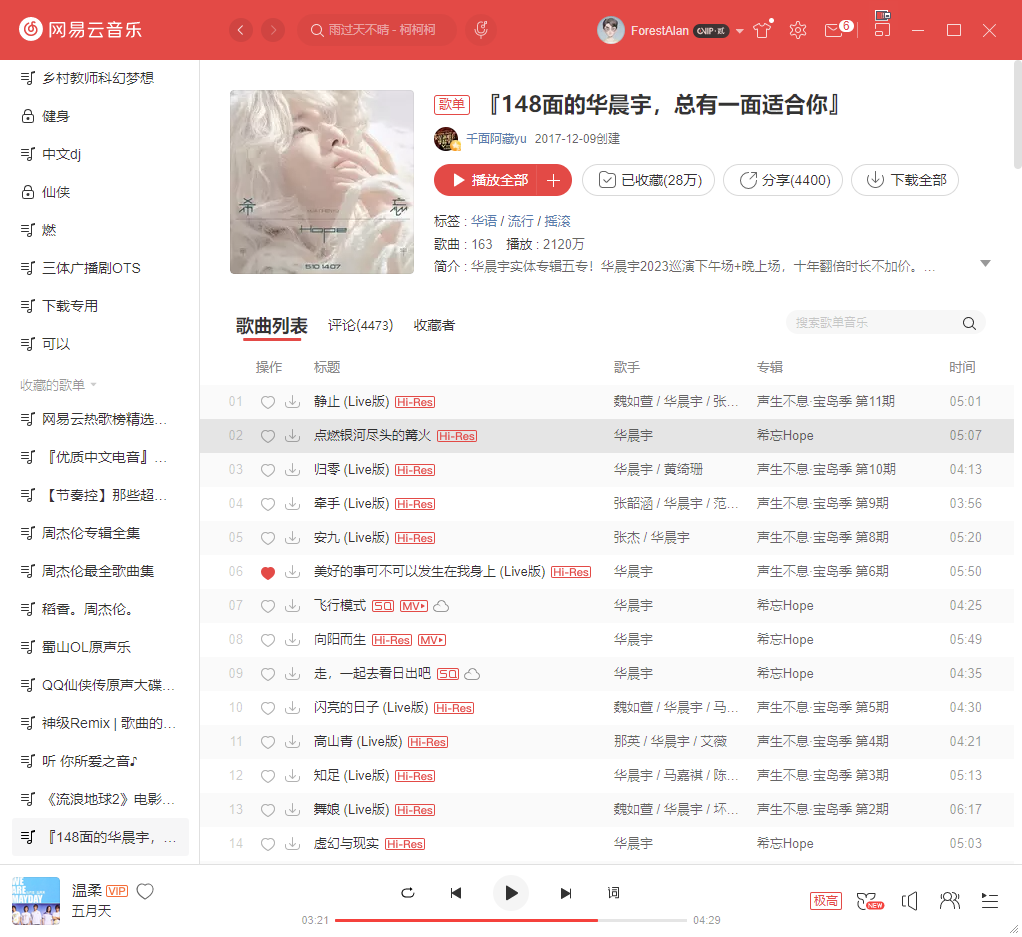 网易云音乐
雨过天不晴 - 柯柯柯
ForestAlan
6
乡村教师科幻梦想
健身
中文dj
仙侠
燃
三体广播剧OTS
下载专用
可以
收藏的歌单
网易云热歌榜精选...
『优质中文电音』...
【节奏控】那些超...
周杰伦专辑全集
周杰伦最全歌曲集
稻香。周杰伦。
蜀山OL原声乐
QQ仙侠传原声大碟...
神级Remix | 歌曲的...
听 你所爱之音♪
《流浪地球2》电影...
『148面的华晨宇，...
希 忘
Hope
歌单 『148面的华晨宇，总有一面适合你』
千面阿藏yu 2017-12-09创建
播放全部 +
已收藏(28万)
分享(4400)
下载全部
标签 : 华语 / 流行 / 摇滚
歌曲 : 163 播放 : 2120万
简介 : 华晨宇实体专辑五专！华晨宇2023巡演下午场+晚上场，十年翻倍时长不加价。...
歌曲列表 评论(4473) 收藏者
搜索歌单音乐
操作 标题 歌手 专辑 时间
01 静止 (Live版) Hi-Res 魏如萱 / 华晨宇 / 张... 声生不息·宝岛季 第11期 05:01
02 点燃银河尽头的篝火 Hi-Res 华晨宇 希忘Hope 05:07
03 归零 (Live版) Hi-Res 华晨宇 / 黄绮珊 声生不息·宝岛季 第10期 04:13
04 牵手 (Live版) Hi-Res 张韶涵 / 华晨宇 / 范... 声生不息·宝岛季 第9期 03:56
05 安九 (Live版) Hi-Res 张杰 / 华晨宇 声生不息·宝岛季 第8期 05:20
06 美好的事可不可以发生在我身上 (Live版) Hi-Res 华晨宇 声生不息·宝岛季 第6期 05:50
07 飞行模式 SQ MV 华晨宇 希忘Hope 04:25
08 向阳而生 Hi-Res MV 华晨宇 希忘Hope 05:49
09 走，一起去看日出吧 SQ 华晨宇 希忘Hope 04:35
10 闪亮的日子 (Live版) Hi-Res 魏如萱 / 华晨宇 / 马... 声生不息·宝岛季 第5期 04:30
11 高山青 (Live版) Hi-Res 那英 / 华晨宇 / 艾薇 声生不息·宝岛季 第4期 04:21
12 知足 (Live版) Hi-Res 华晨宇 / 马嘉祺 / 陈... 声生不息·宝岛季 第3期 05:13
13 舞娘 (Live版) Hi-Res 魏如萱 / 华晨宇 / 坏... 声生不息·宝岛季 第2期 06:17
14 虚幻与现实 Hi-Res 华晨宇 希忘Hope 05:03
WE
ARE
MAYDAY
温柔 VIP
五月天
词
03:21
04:29
极高
NEW